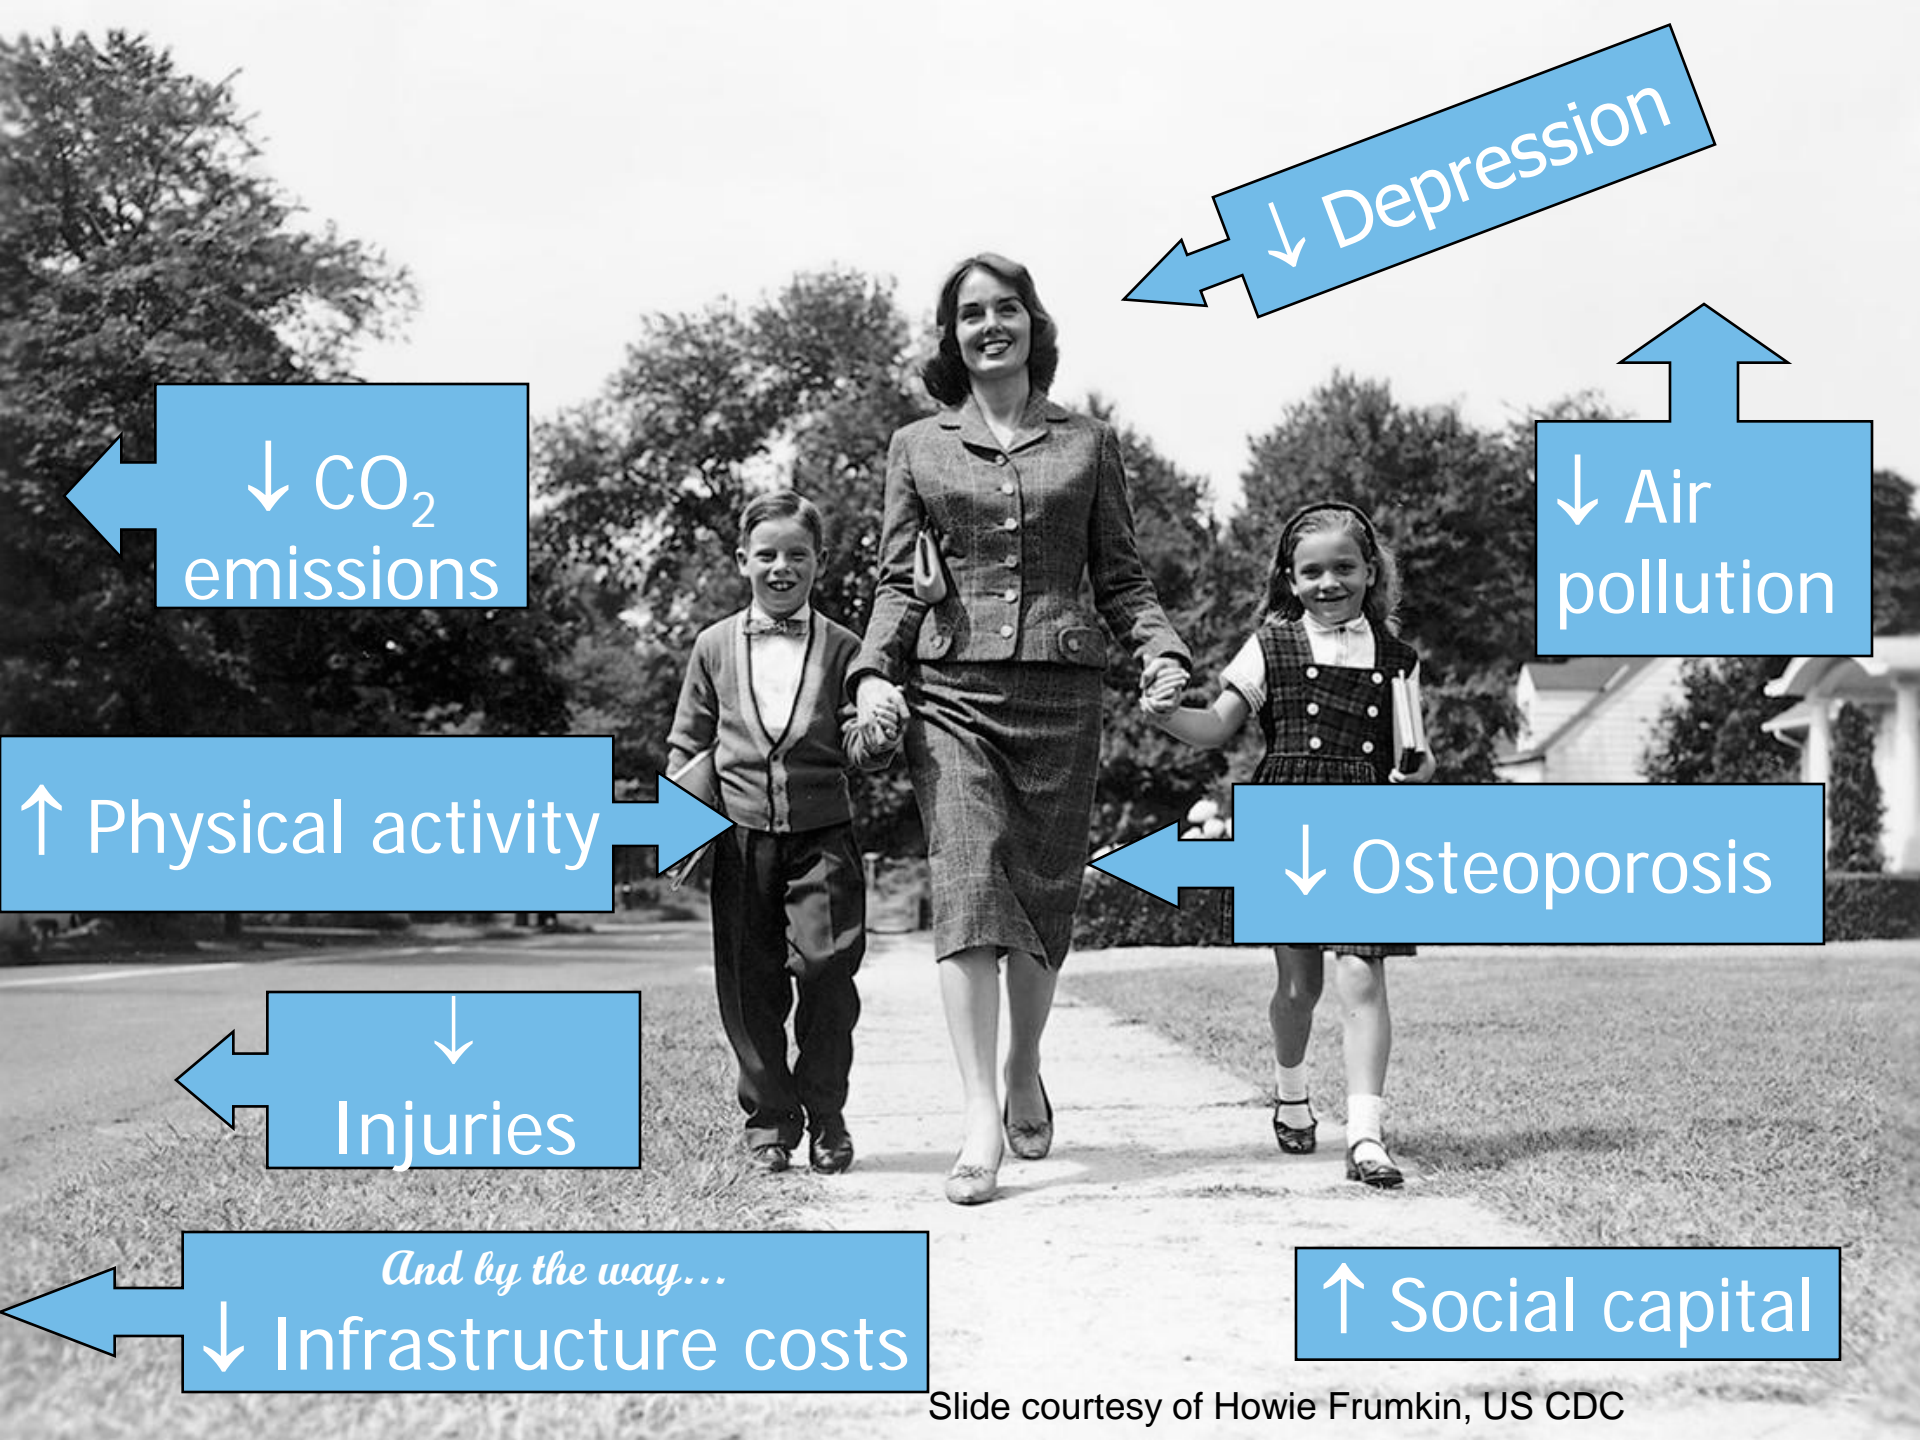 ↓ Depression
↓ CO₂
emissions
↓ Air
pollution
↑ Physical activity
↓ Osteoporosis
↓
Injuries
And by the way...
↓ Infrastructure costs
↑ Social capital
Slide courtesy of Howie Frumkin, US CDC